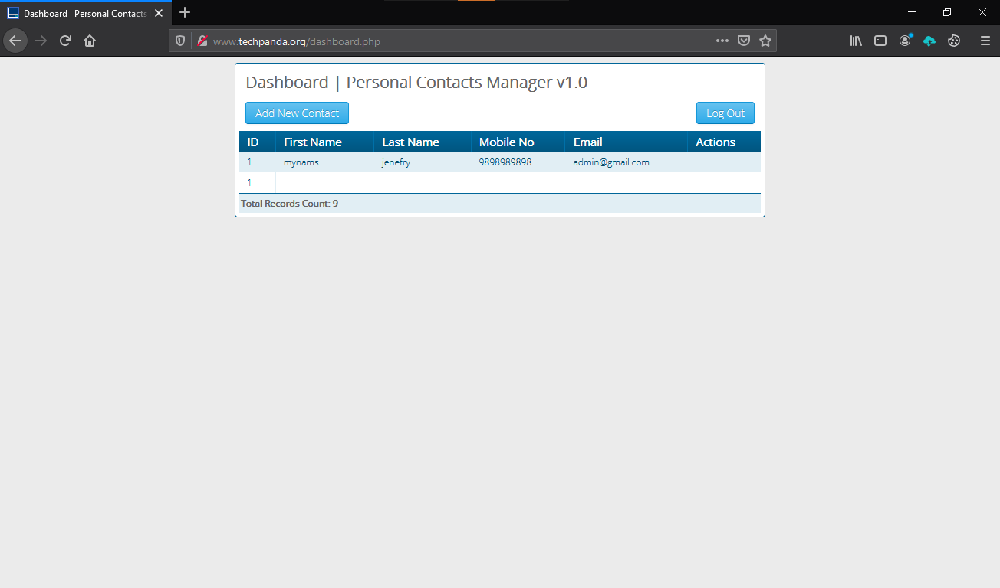 Dashboard | Personal Contacts
www.techpanda.org/dashboard.php
Dashboard | Personal Contacts Manager v1.0
Add New Contact Log Out
ID First Name Last Name Mobile No Email Actions
1 mynams jenefry 9898989898 admin@gmail.com
1
Total Records Count: 9